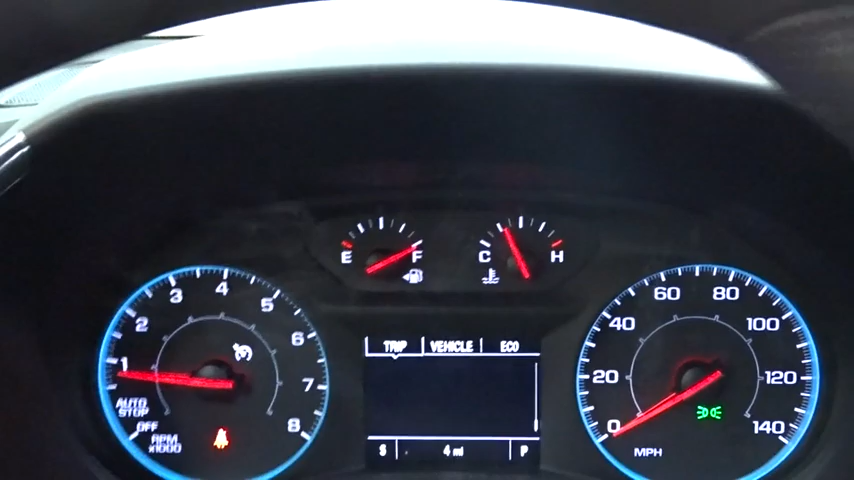 E F
C H
1 2 3 4 5 6 7 8
AUTO
STOP
OFF
RPM
x1000
TRIP VEHICLE ECO
S 4 mi P
0 20 40 60 80 100 120 140
MPH